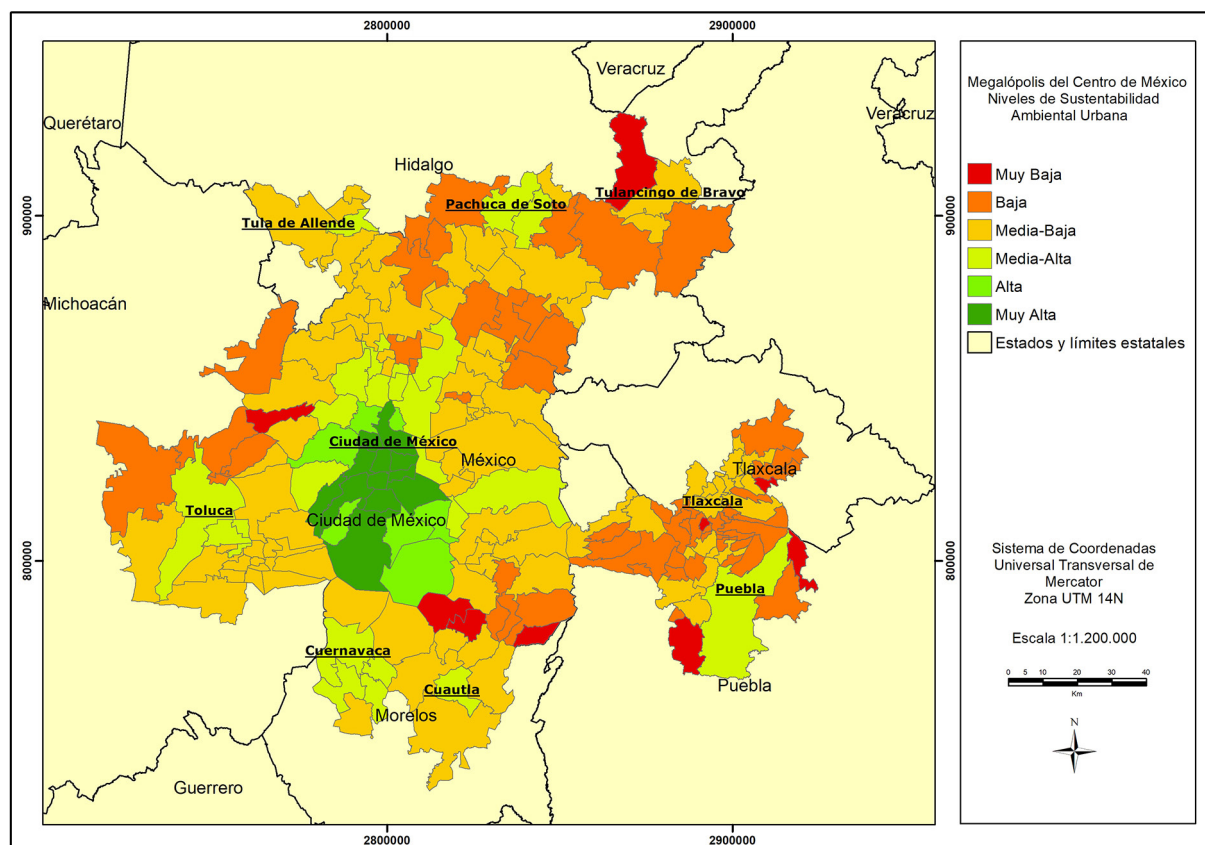 2800000
2900000
Veracruz
Querétaro
Veracruz
Hidalgo
Tulancingo de Bravo
Pachuca de Soto
Tula de Allende
900000
900000
Michoacán
Ciudad de México
México
Tlaxcala
Tlaxcala
Toluca
Ciudad de México
800000
800000
Puebla
Cuernavaca
Cuautla
Puebla
Morelos
Guerrero
2800000
2900000
Megalópolis del Centro de México
Niveles de Sustentabilidad
Ambiental Urbana
Muy Baja
Baja
Media-Baja
Media-Alta
Alta
Muy Alta
Estados y límites estatales
Sistema de Coordenadas
Universal Transversal de
Mercator
Zona UTM 14N
Escala 1:1.200.000
0 5 10 20 30 40
Km
N